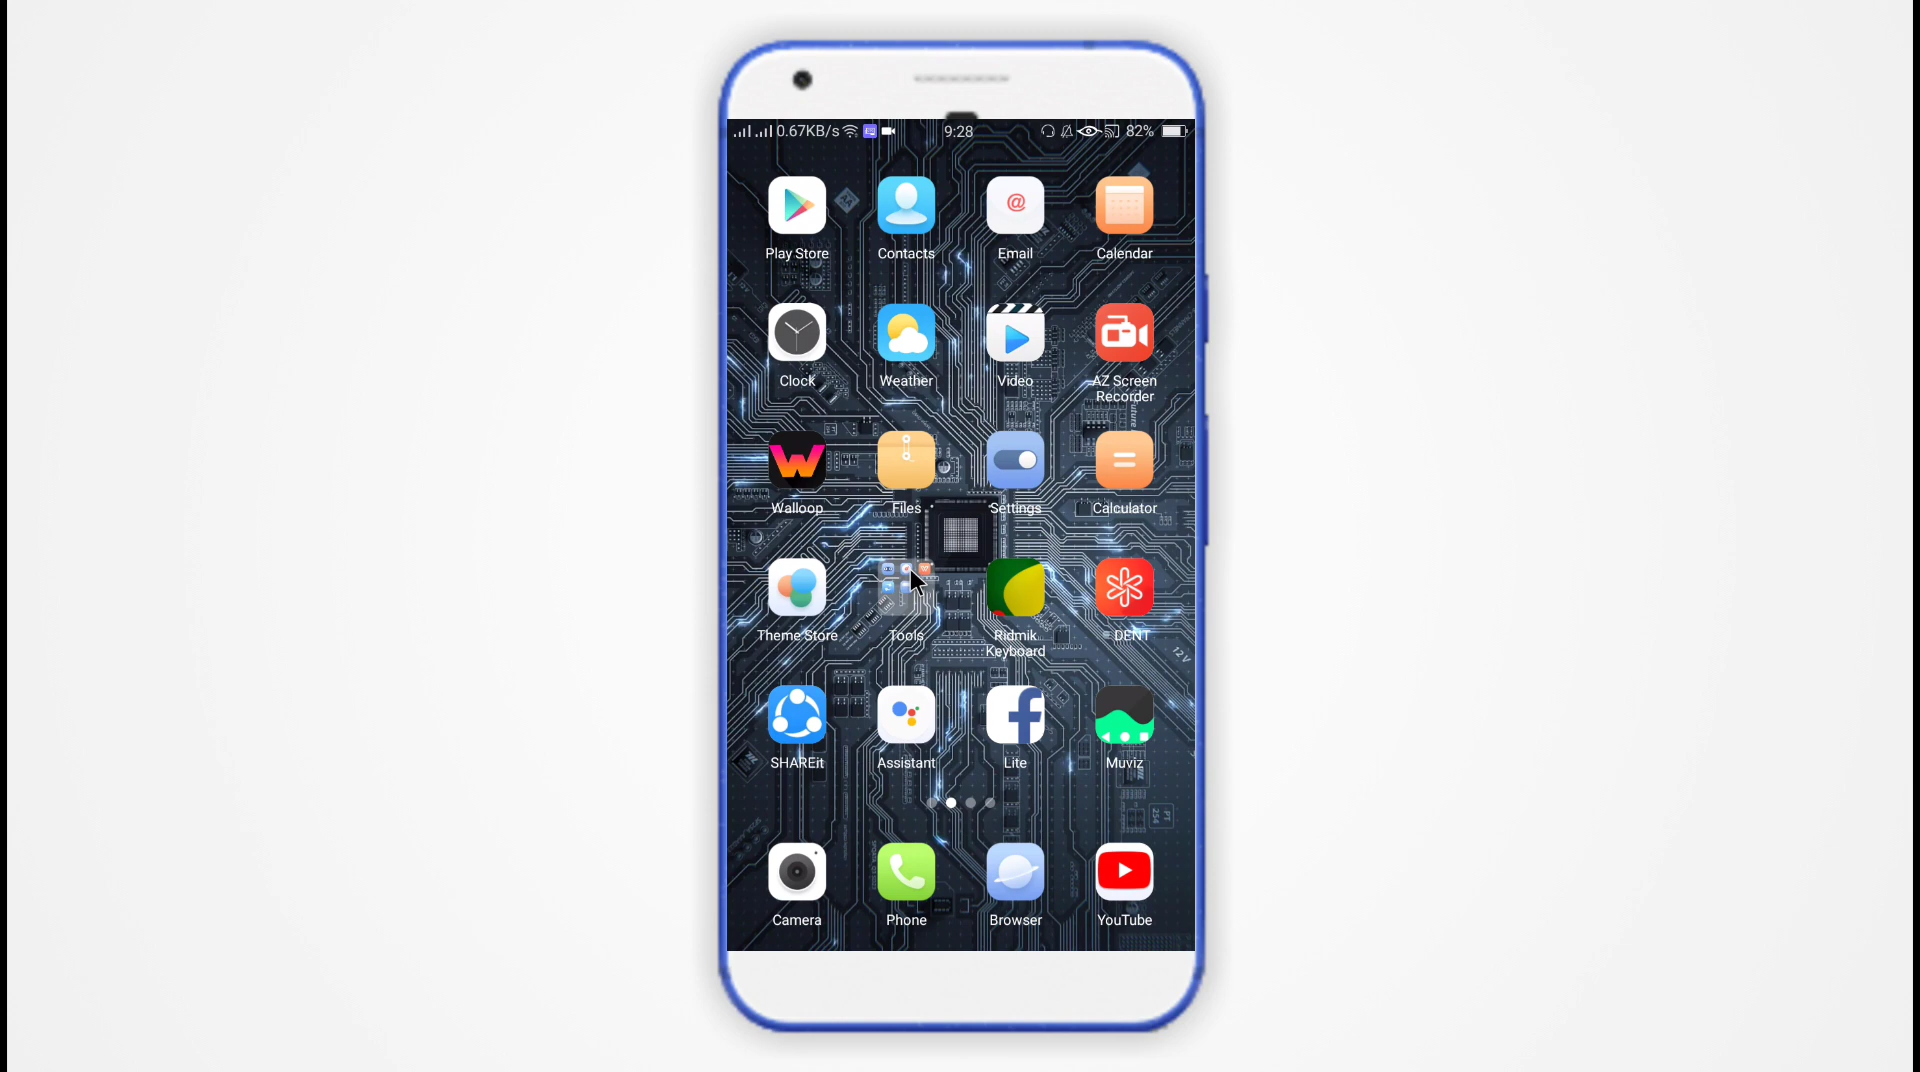 0.67KB/s 9:28 82%
Play Store Contacts Email Calendar
Clock Weather Video AZ Screen
Recorder
Walloop Files Settings Calculator
Theme Store Tools Ridmik DENT
Keyboard
SHAREit Assistant Lite Muviz
Camera Phone Browser YouTube
12V